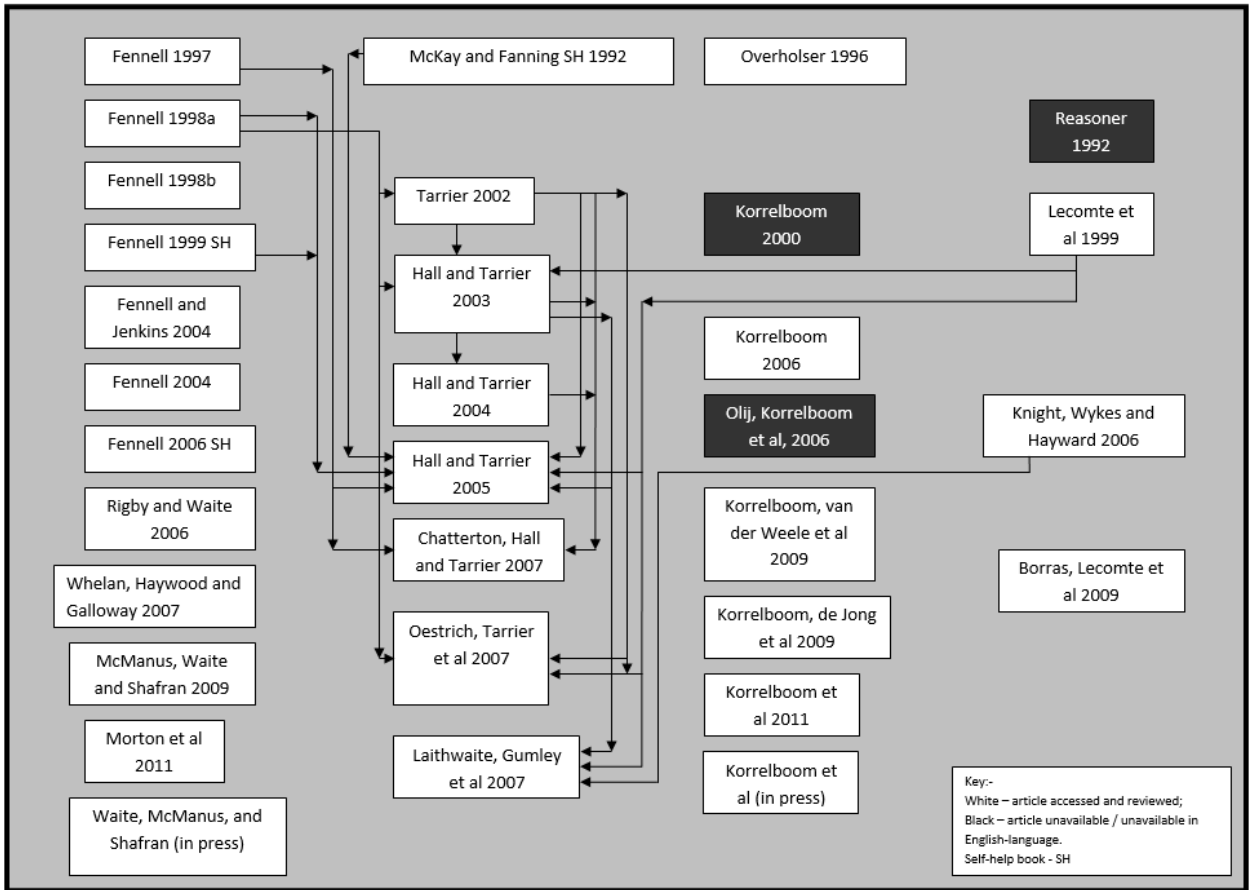 Fennell 1997
Fennell 1998a
Fennell 1998b
Fennell 1999 SH
Fennell and
Jenkins 2004
Fennell 2004
Fennell 2006 SH
Rigby and Waite
2006
Whelan, Haywood and
Galloway 2007
McManus, Waite
and Shafran 2009
Morton et al
2011
Waite, McManus, and
Shafran (in press)
McKay and Fanning SH 1992
Tarrier 2002
Hall and Tarrier
2003
Hall and Tarrier
2004
Hall and Tarrier
2005
Chatterton, Hall
and Tarrier 2007
Oestrich, Tarrier
et al 2007
Laithwaite, Gumley
et al 2007
Overholser 1996
Korrelboom
2000
Korrelboom
2006
Olij, Korrelboom
et al, 2006
Korrelboom, van
der Weele et al
2009
Korrelboom, de Jong
et al 2009
Korrelboom et
al 2011
Korrelboom et
al (in press)
Reasoner
1992
Lecomte et
al 1999
Knight, Wykes and
Hayward 2006
Borras, Lecomte et
al 2009
Key:-
White – article accessed and reviewed;
Black – article unavailable / unavailable in
English-language.
Self-help book - SH